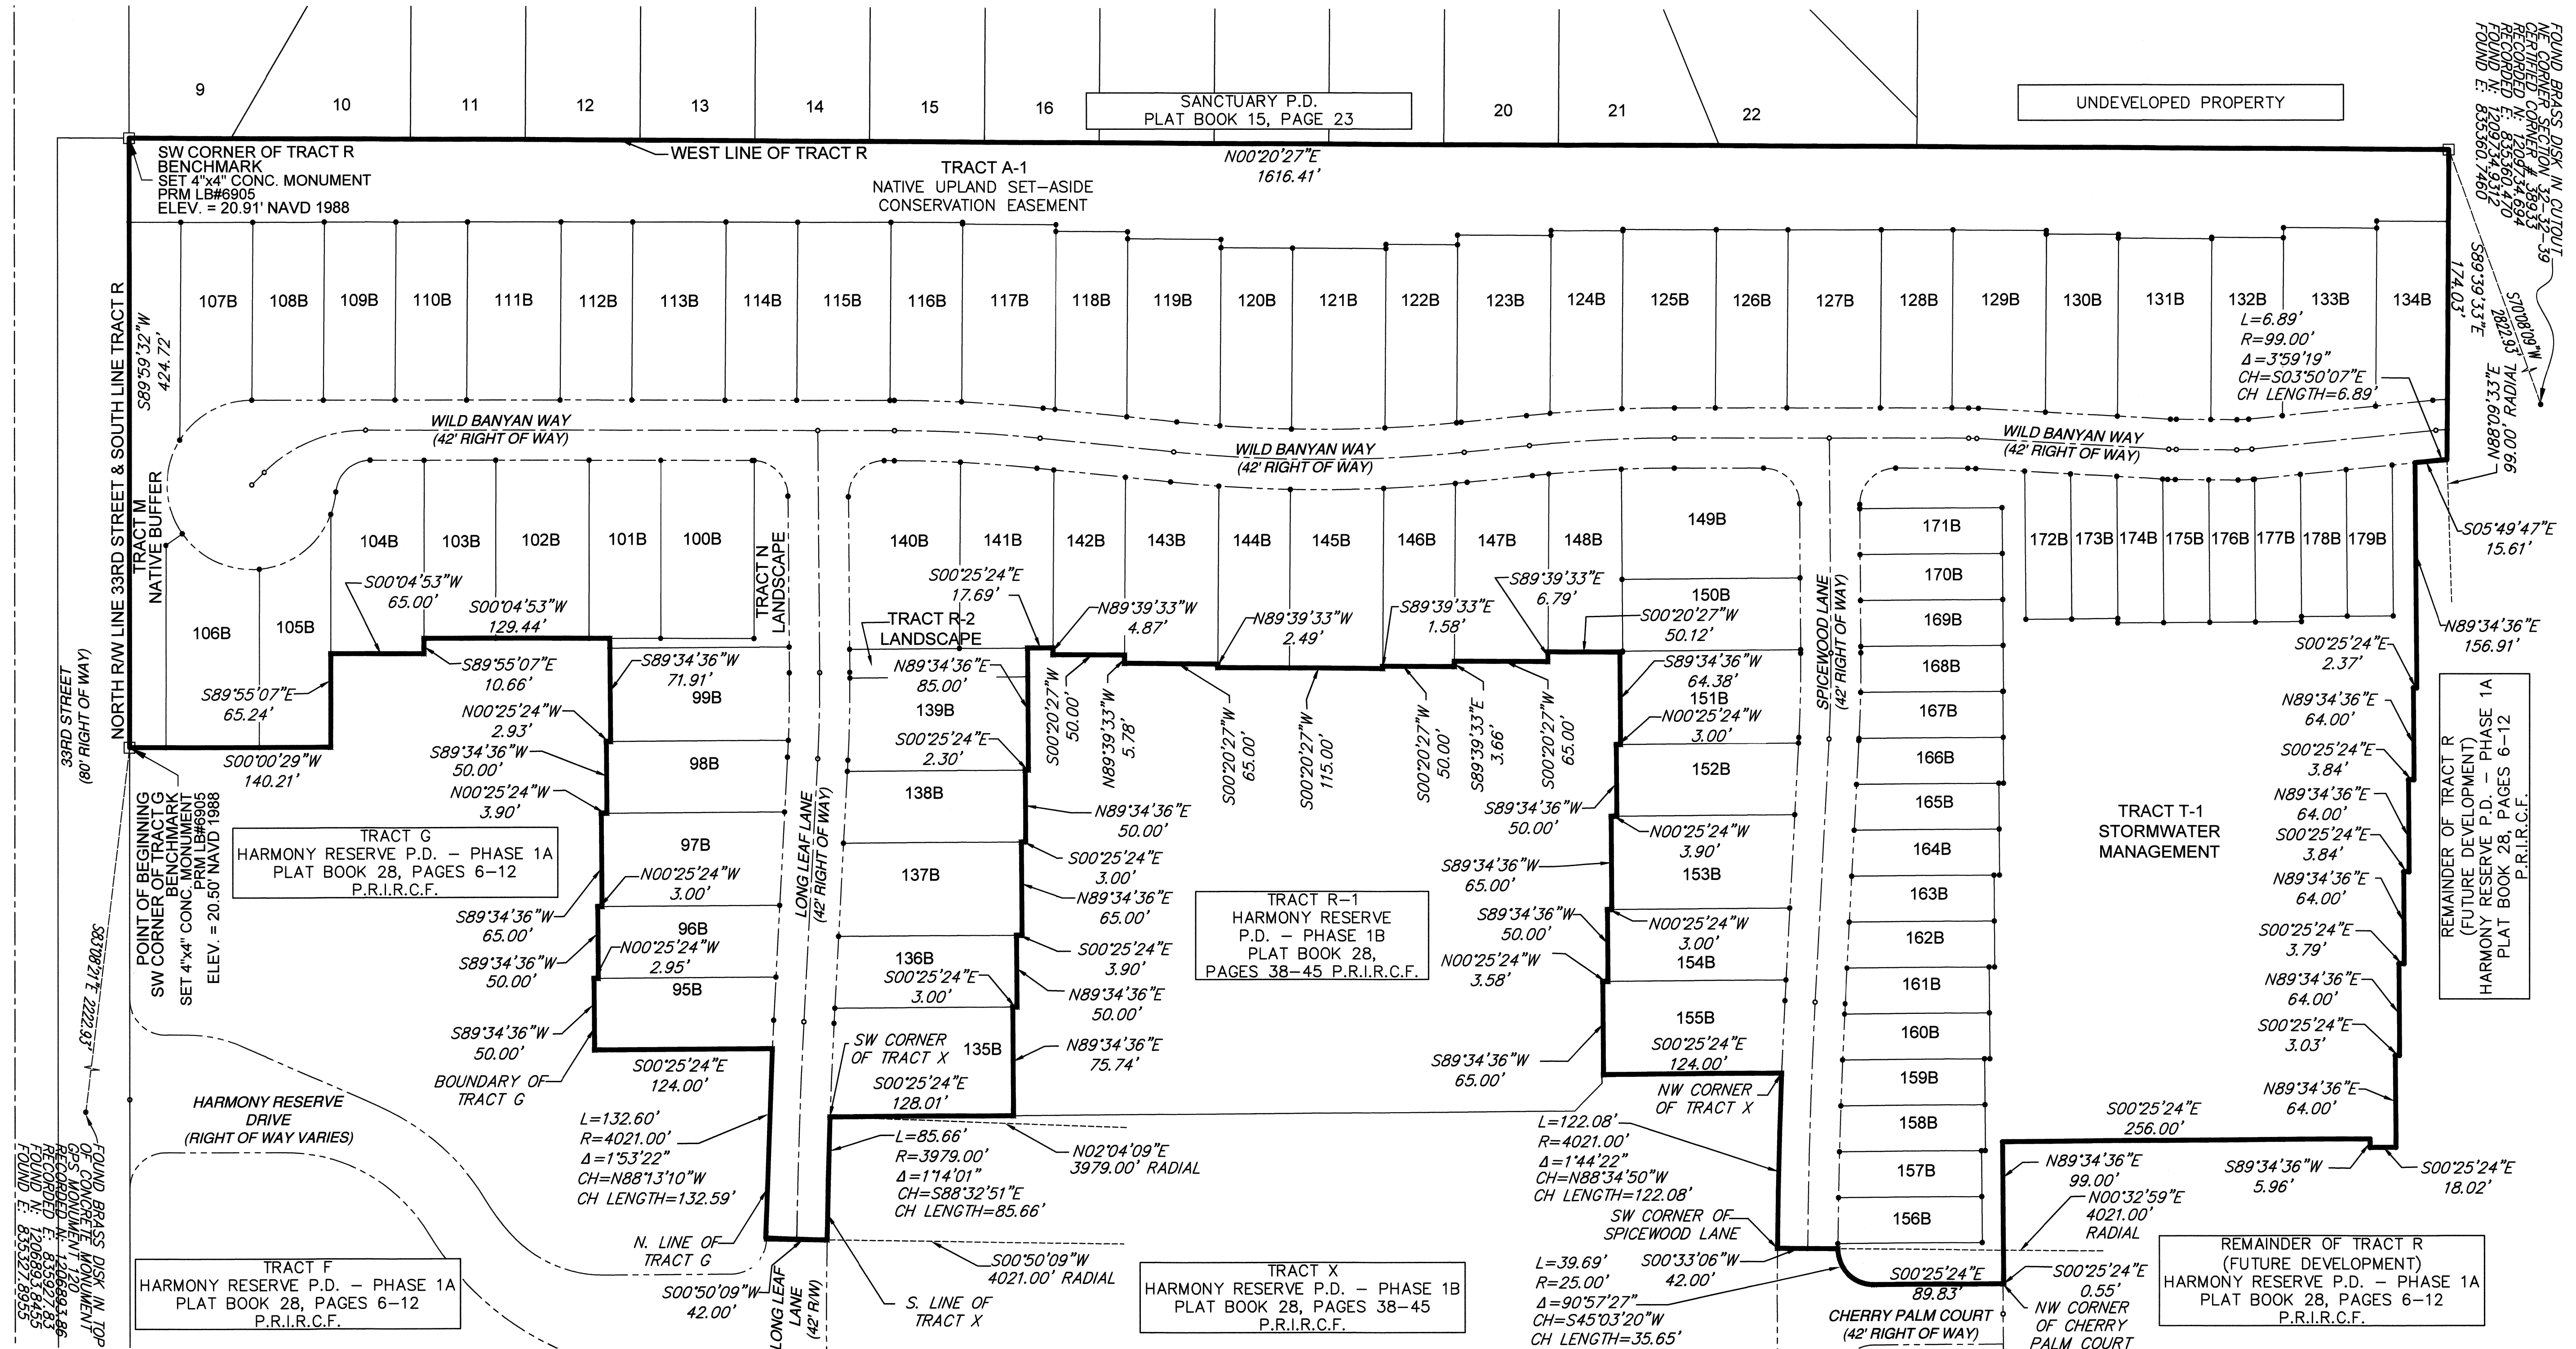 9
10
11
12
13
14
15
16
20
21
22
SANCTUARY P.D.
PLAT BOOK 15, PAGE 23
UNDEVELOPED PROPERTY
FOUND BRASS DISK IN CUTOUT
NE CORNER SECTION 32-32-39
CERTIFIED CORNER # 38933
RECORDED N: 1209734.694
RECORDED E: 835360.470
FOUND N: 1209734.9312
FOUND E: 835360.7460
SW CORNER OF TRACT R
BENCHMARK
SET 4"x4" CONC. MONUMENT
PRM LB#6905
ELEV. = 20.91' NAVD 1988
WEST LINE OF TRACT R
TRACT A-1
NATIVE UPLAND SET-ASIDE
CONSERVATION EASEMENT
N00°20'27"E
1616.41'
S89°39'33"E
174.03'
S70°08'09"W
2822.93'
N88°09'33"E
99.00' RADIAL
107B
108B
109B
110B
111B
112B
113B
114B
115B
116B
117B
118B
119B
120B
121B
122B
123B
124B
125B
126B
127B
128B
129B
130B
131B
132B
133B
134B
L=6.89'
R=99.00'
Δ=3°59'19"
CH=S03°50'07"E
CH LENGTH=6.89'
NORTH R/W LINE 33RD STREET & SOUTH LINE TRACT R
S89°59'32"W
424.72'
TRACT M
NATIVE BUFFER
33RD STREET
(80' RIGHT OF WAY)
WILD BANYAN WAY
(42' RIGHT OF WAY)
WILD BANYAN WAY
(42' RIGHT OF WAY)
WILD BANYAN WAY
(42' RIGHT OF WAY)
106B
105B
104B
103B
102B
101B
100B
TRACT N
LANDSCAPE
140B
141B
142B
143B
144B
145B
146B
147B
148B
149B
150B
171B
170B
169B
168B
167B
166B
165B
164B
163B
162B
161B
160B
159B
158B
157B
156B
172B
173B
174B
175B
176B
177B
178B
179B
S05°49'47"E
15.61'
N89°34'36"E
156.91'
S00°04'53"W
65.00'
S00°04'53"W
129.44'
S89°55'07"E
10.66'
S89°55'07"E
65.24'
S00°00'29"W
140.21'
S89°34'36"W
71.91'
99B
N00°25'24"W
2.93'
S89°34'36"W
50.00'
98B
N00°25'24"W
3.90'
97B
N00°25'24"W
3.00'
S89°34'36"W
65.00'
96B
N00°25'24"W
2.95'
S89°34'36"W
50.00'
95B
S89°34'36"W
50.00'
BOUNDARY OF
TRACT G
S00°25'24"E
124.00'
L=132.60'
R=4021.00'
Δ=1°53'22"
CH=N88°13'10"W
CH LENGTH=132.59'
N. LINE OF
TRACT G
S00°50'09"W
42.00'
LONG LEAF LANE
(42' RIGHT OF WAY)
LONG LEAF
LANE
(42' R/W)
POINT OF BEGINNING
SW CORNER OF TRACT G
BENCHMARK
SET 4"x4" CONC. MONUMENT
PRM LB#6905
ELEV. = 20.50' NAVD 1988
TRACT G
HARMONY RESERVE P.D. - PHASE 1A
PLAT BOOK 28, PAGES 6-12
P.R.I.R.C.F.
S83°08'21"E 2222.93'
HARMONY RESERVE
DRIVE
(RIGHT OF WAY VARIES)
FOUND BRASS DISK IN TOP
OF CONCRETE MONUMENT
GPS MONUMENT 120
RECORDED N: 1206893.86
RECORDED E: 835927.83
FOUND N: 1206893.8455
FOUND E: 835327.8955
TRACT F
HARMONY RESERVE P.D. - PHASE 1A
PLAT BOOK 28, PAGES 6-12
P.R.I.R.C.F.
TRACT R-2
LANDSCAPE
S00°25'24"E
17.69'
N89°39'33"W
4.87'
N89°34'36"E
85.00'
139B
S00°25'24"E
2.30'
138B
N89°34'36"E
50.00'
S00°25'24"E
3.00'
137B
N89°34'36"E
65.00'
S00°25'24"E
3.90'
136B
S00°25'24"E
3.00'
N89°34'36"E
50.00'
SW CORNER
OF TRACT X
135B
N89°34'36"E
75.74'
S00°25'24"E
128.01'
L=85.66'
R=3979.00'
Δ=1°14'01"
CH=S88°32'51"E
CH LENGTH=85.66'
N02°04'09"E
3979.00' RADIAL
S00°50'09"W
4021.00' RADIAL
S. LINE OF
TRACT X
S00°20'27"W
50.00'
N89°39'33"W
5.78'
S00°20'27"W
65.00'
N89°39'33"W
2.49'
S00°20'27"W
115.00'
S89°39'33"E
1.58'
S00°20'27"W
50.00'
S89°39'33"E
3.66'
S00°20'27"W
65.00'
S89°39'33"E
6.79'
S00°20'27"W
50.12'
TRACT R-1
HARMONY RESERVE
P.D. - PHASE 1B
PLAT BOOK 28,
PAGES 38-45 P.R.I.R.C.F.
S89°34'36"W
64.38'
151B
N00°25'24"W
3.00'
152B
S89°34'36"W
50.00'
N00°25'24"W
3.90'
153B
S89°34'36"W
65.00'
N00°25'24"W
3.00'
154B
S89°34'36"W
50.00'
N00°25'24"W
3.58'
155B
S00°25'24"E
124.00'
S89°34'36"W
65.00'
NW CORNER
OF TRACT X
L=122.08'
R=4021.00'
Δ=1°44'22"
CH=N88°34'50"W
CH LENGTH=122.08'
SW CORNER OF
SPICEWOOD LANE
SPICEWOOD LANE
(42' RIGHT OF WAY)
L=39.69'
R=25.00'
Δ=90°57'27"
CH=S45°03'20"W
CH LENGTH=35.65'
S00°33'06"W
42.00'
TRACT X
HARMONY RESERVE P.D. - PHASE 1B
PLAT BOOK 28, PAGES 38-45
P.R.I.R.C.F.
S00°25'24"E
89.83'
CHERRY PALM COURT
(42' RIGHT OF WAY)
S00°25'24"E
0.55'
NW CORNER
OF CHERRY
PALM COURT
N89°34'36"E
99.00'
N00°32'59"E
4021.00'
RADIAL
S00°25'24"E
256.00'
S89°34'36"W
5.96'
S00°25'24"E
18.02'
TRACT T-1
STORMWATER
MANAGEMENT
S00°25'24"E
2.37'
N89°34'36"E
64.00'
S00°25'24"E
3.84'
N89°34'36"E
64.00'
S00°25'24"E
3.84'
N89°34'36"E
64.00'
S00°25'24"E
3.79'
N89°34'36"E
64.00'
S00°25'24"E
3.03'
N89°34'36"E
64.00'
REMAINDER OF TRACT R
(FUTURE DEVELOPMENT)
HARMONY RESERVE P.D. - PHASE 1A
PLAT BOOK 28, PAGES 6-12
P.R.I.R.C.F.
REMAINDER OF TRACT R
(FUTURE DEVELOPMENT)
HARMONY RESERVE P.D. - PHASE 1A
PLAT BOOK 28, PAGES 6-12
P.R.I.R.C.F.